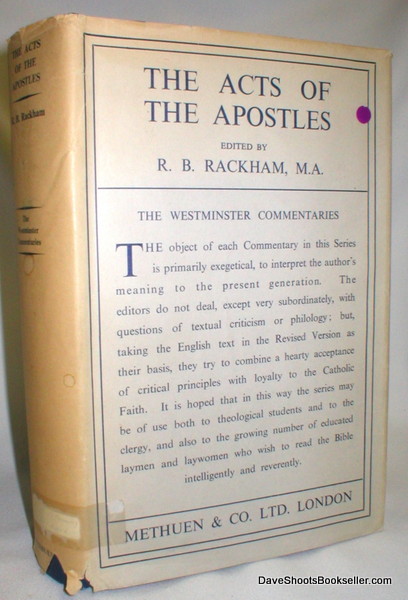 THE ACTS
OF THE
APOSTLES
R. B. Rackham
The
Westminster
Commentaries
THE ACTS OF
THE APOSTLES
EDITED BY
R. B. RACKHAM, M.A.
THE WESTMINSTER COMMENTARIES
THE object of each Commentary in this Series
is primarily exegetical, to interpret the author's
meaning to the present generation. The
editors do not deal, except very subordinately, with
questions of textual criticism or philology; but,
taking the English text in the Revised Version as
their basis, they try to combine a hearty acceptance
of critical principles with loyalty to the Catholic
Faith. It is hoped that in this way the series may
be of use both to theological students and to the
clergy, and also to the growing number of educated
laymen and laywomen who wish to read the Bible
intelligently and reverently.
METHUEN & CO. LTD. LONDON
DaveShootsBookseller.com